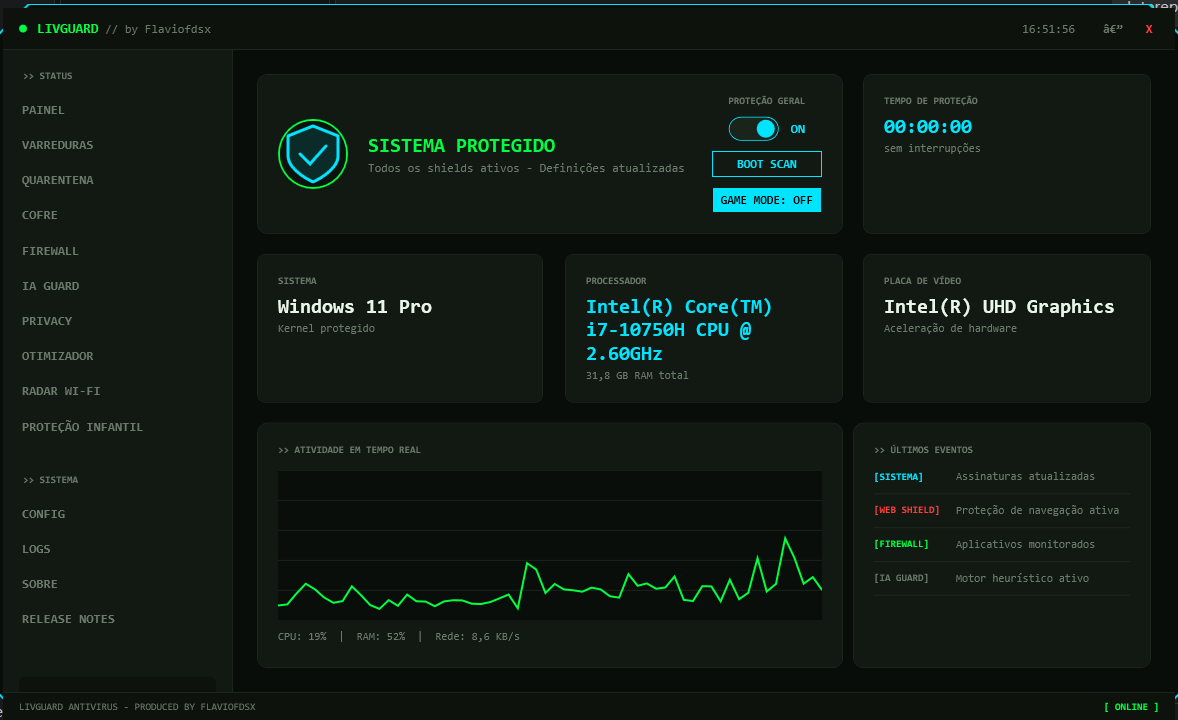 LIVGUARD // by Flaviofdsx
16:51:56 â€” X
>> STATUS
PAINEL
VARREDURAS
QUARENTENA
COFRE
FIREWALL
IA GUARD
PRIVACY
OTIMIZADOR
RADAR WI-FI
PROTEÇÃO INFANTIL
>> SISTEMA
CONFIG
LOGS
SOBRE
RELEASE NOTES
SISTEMA PROTEGIDO
Todos os shields ativos - Definições atualizadas
PROTEÇÃO GERAL
ON
BOOT SCAN
GAME MODE: OFF
TEMPO DE PROTEÇÃO
00:00:00
sem interrupções
SISTEMA
Windows 11 Pro
Kernel protegido
PROCESSADOR
Intel(R) Core(TM)
i7-10750H CPU @
2.60GHz
31,8 GB RAM total
PLACA DE VÍDEO
Intel(R) UHD Graphics
Aceleração de hardware
>> ATIVIDADE EM TEMPO REAL
CPU: 19% | RAM: 52% | Rede: 8,6 KB/s
>> ÚLTIMOS EVENTOS
[SISTEMA] Assinaturas atualizadas
[WEB SHIELD] Proteção de navegação ativa
[FIREWALL] Aplicativos monitorados
[IA GUARD] Motor heurístico ativo
LIVGUARD ANTIVIRUS - PRODUCED BY FLAVIOFDSX
[ ONLINE ]